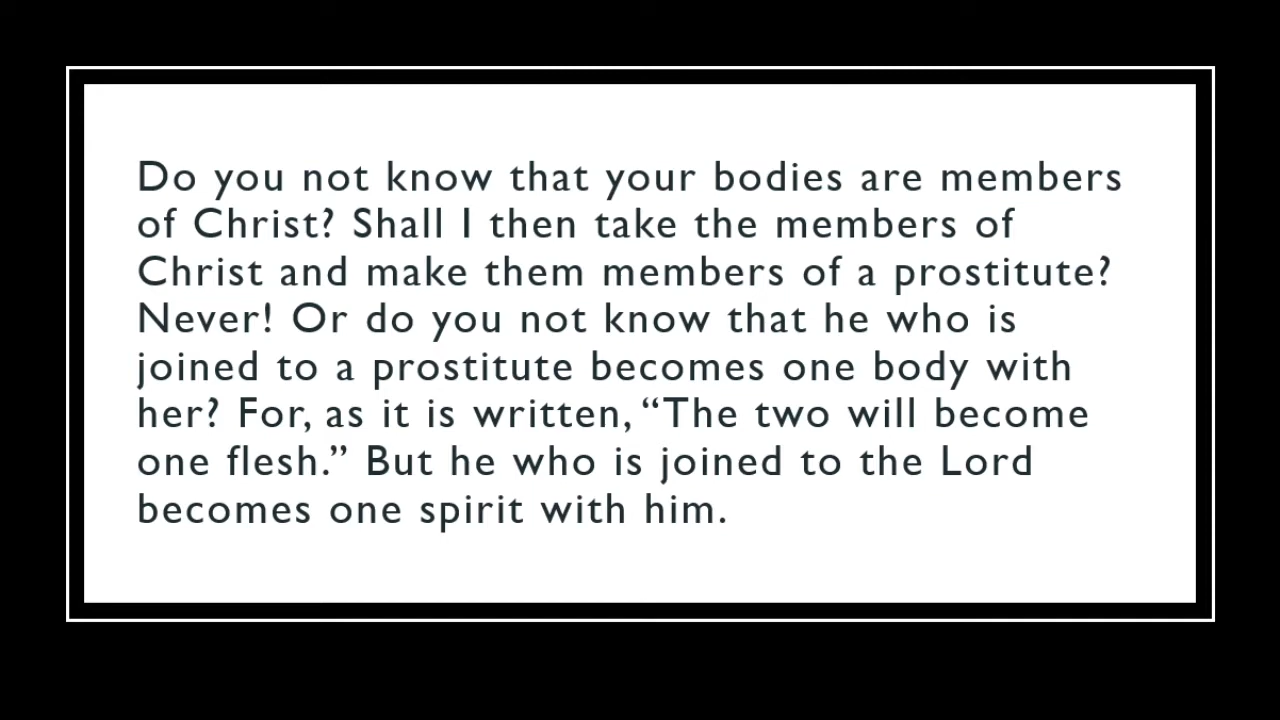 Do you not know that your bodies are members
of Christ? Shall I then take the members of
Christ and make them members of a prostitute?
Never! Or do you not know that he who is
joined to a prostitute becomes one body with
her? For, as it is written, “The two will become
one flesh.” But he who is joined to the Lord
becomes one spirit with him.